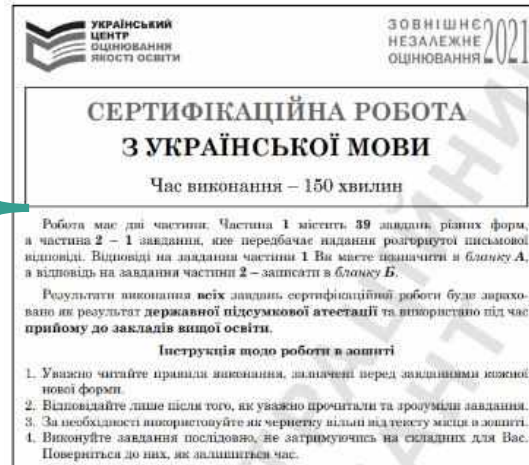 УКРАЇНСЬКИЙ
ЦЕНТР
ОЦІНЮВАННЯ
ЯКОСТІ ОСВІТИ
ЗОВНІШНЄ
НЕЗАЛЕЖНЕ
ОЦІНЮВАННЯ 2021
СЕРТИФІКАЦІЙНА РОБОТА
З УКРАЇНСЬКОЇ МОВИ
Час виконання – 150 хвилин
Робота має дві частини. Частина 1 містить 39 завдань різних форм,
а частина 2 – 1 завдання, яке передбачає надання розгорнутої письмової
відповіді. Відповіді на завдання частини 1 Ви маєте позначити в бланку А,
а відповідь на завдання частини 2 – записати в бланку Б.
Результати виконання всіх завдань сертифікаційної роботи буде зарахо-
вано як результат державної підсумкової атестації та використано під час
прийому до закладів вищої освіти.
Інструкція щодо роботи в зошиті
1. Уважно читайте правила виконання, зазначені перед завданнями кожної
нової форми.
2. Відповідайте лише після того, як уважно прочитали та зрозуміли завдання.
3. За необхідності використовуйте як чернетку вільні від тексту місця в зошиті.
4. Виконуйте завдання послідовно, не затримуючись на складних для Вас.
Поверніться до них, як залишиться час.